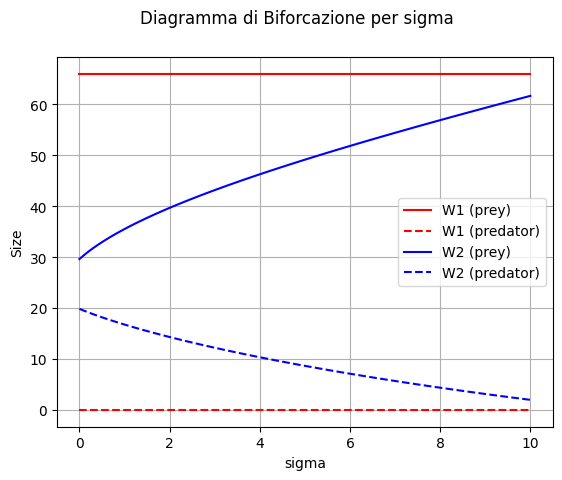 Diagramma di Biforcazione per sigma
60
50
40
30
20
10
0
Size
W1 (prey)
W1 (predator)
W2 (prey)
W2 (predator)
0 2 4 6 8 10
sigma